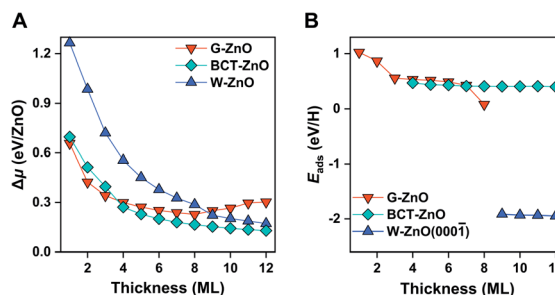 A
B
1.2
0.9
0.6
0.3
0.0
Δμ (eV/ZnO)
G-ZnO
BCT-ZnO
W-ZnO
2 4 6 8 10 12
Thickness (ML)
1
0
-1
-2
E_ads (eV/H)
G-ZnO
BCT-ZnO
W-ZnO(0001̅)
2 4 6 8 10 12
Thickness (ML)